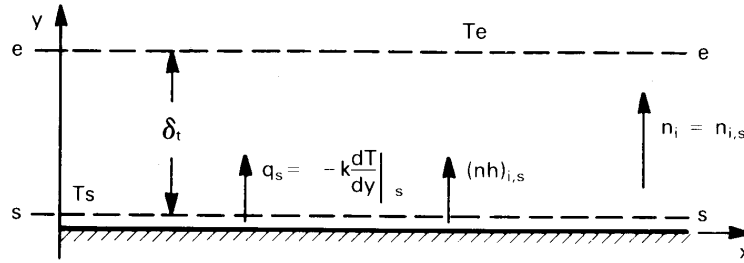 y
Te
e e
δt
ni = ni,s
qs = -k dT/dy |s (nh)i,s
Ts
s s
x